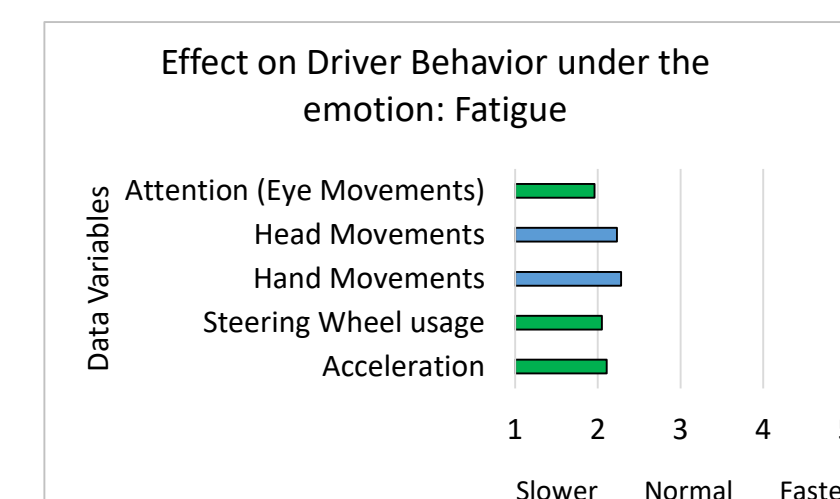 Effect on Driver Behavior under the
emotion: Fatigue
Data Variables
Attention (Eye Movements)
Head Movements
Hand Movements
Steering Wheel usage
Acceleration
1 2 3 4
Slower Normal